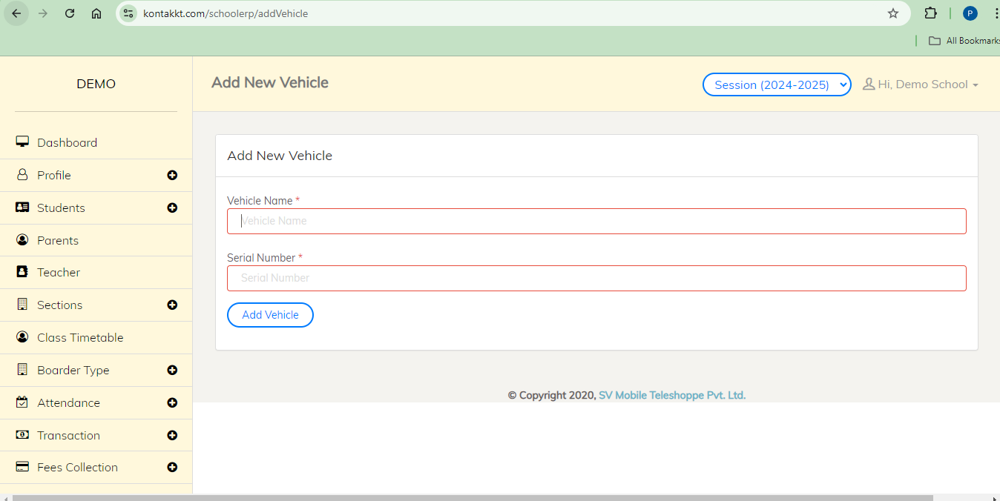 kontakkt.com/schoolerp/addVehicle
P
All Bookmarks
DEMO
Add New Vehicle
Session (2024-2025)
Hi, Demo School
Dashboard
Profile
Students
Parents
Teacher
Sections
Class Timetable
Boarder Type
Attendance
Transaction
Fees Collection
Add New Vehicle
Vehicle Name *
Vehicle Name
Serial Number *
Serial Number
Add Vehicle
© Copyright 2020, SV Mobile Teleshoppe Pvt. Ltd.